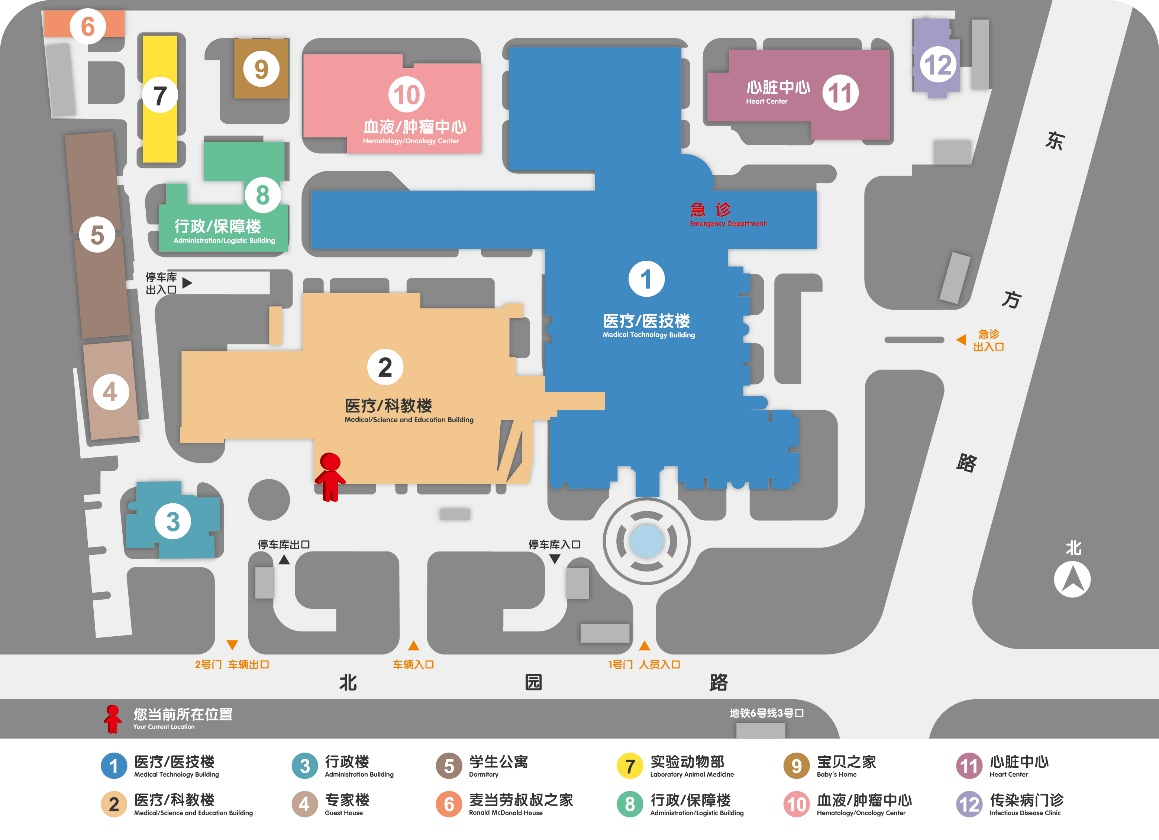 6
7
9
10
血液/肿瘤中心
Hematology/Oncology Center
心脏中心
Heart Center
11
12
东
8
行政/保障楼
Administration/Logistic Building
急诊
Emergency Department
5
停车库
出入口
1
医疗/医技楼
Medical Technology Building
方
急诊
出入口
2
医疗/科教楼
Medical/Science and Education Building
4
路
3
停车库出口
停车库入口
北
2号门 车辆出口
车辆入口
1号门 人员入口
北 园 路
您当前所在位置
Your Current Location
地铁6号线3号口
1 医疗/医技楼
Medical Technology Building
3 行政楼
Administration Building
5 学生公寓
Dormitory
7 实验动物部
Laboratory Animal Medicine
9 宝贝之家
Baby's Home
11 心脏中心
Heart Center
2 医疗/科教楼
Medical/Science and Education Building
4 专家楼
Guest House
6 麦当劳叔叔之家
Ronald McDonald House
8 行政/保障楼
Administration/Logistic Building
10 血液/肿瘤中心
Hematology/Oncology Center
12 传染病门诊
Infectious Disease Clinic